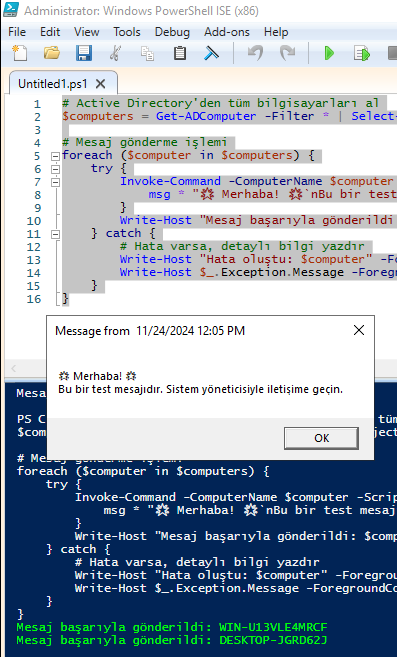 Administrator: Windows PowerShell ISE (x86)
File Edit View Tools Debug Add-ons Help
Untitled1.ps1 X
1 # Active Directory'den tüm bilgisayarları al
2 $computers = Get-ADComputer -Filter * | Select-
3
4 # Mesaj gönderme işlemi
5 foreach ($computer in $computers) {
6 try {
7 Invoke-Command -ComputerName $computer
8 msg * "💥 Merhaba! 💥`nBu bir test
9 }
10 Write-Host "Mesaj başarıyla gönderildi
11 } catch {
12 # Hata varsa, detaylı bilgi yazdır
13 Write-Host "Hata oluştu: $computer" -Fo
14 Write-Host $_.Exception.Message -Foregr
15 }
16 }
Message from 11/24/2024 12:05 PM
💥 Merhaba! 💥
Bu bir test mesajıdır. Sistem yöneticisiyle iletişime geçin.
OK
Mesa
PS C tüm
$com ject
# Me
foreach ($computer in $computers) {
try {
Invoke-Command -ComputerName $computer -Scrip
msg * "💥 Merhaba! 💥`nBu bir test mesaj
}
Write-Host "Mesaj başarıyla gönderildi: $comp
} catch {
# Hata varsa, detaylı bilgi yazdır
Write-Host "Hata oluştu: $computer" -Foregrou
Write-Host $_.Exception.Message -ForegroundCo
}
}
Mesaj başarıyla gönderildi: WIN-U13VLE4MRCF
Mesaj başarıyla gönderildi: DESKTOP-JGRD62J